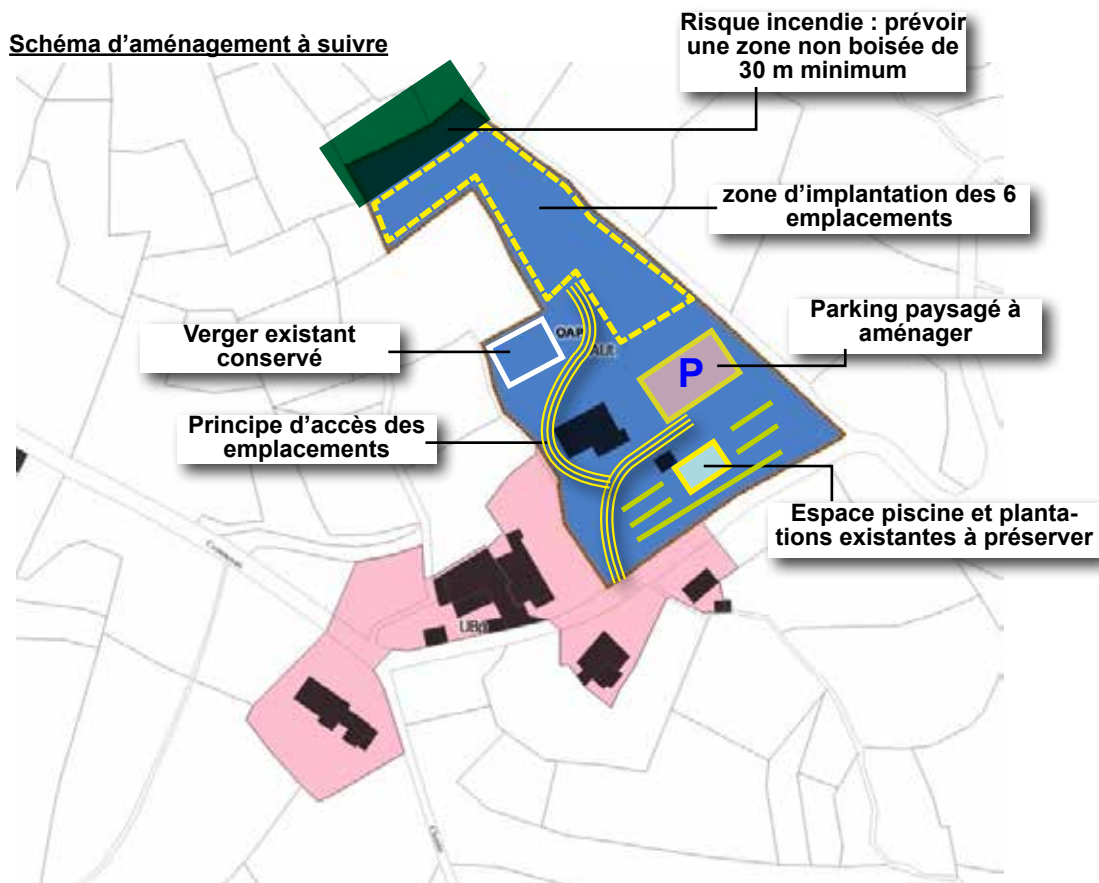 Schéma d’aménagement à suivre
Risque incendie : prévoir
une zone non boisée de
30 m minimum
zone d’implantation des 6
emplacements
Parking paysagé à
aménager
Verger existant
conservé
OAP
AUt
P
Principe d’accès des
emplacements
Espace piscine et planta-
tions existantes à préserver